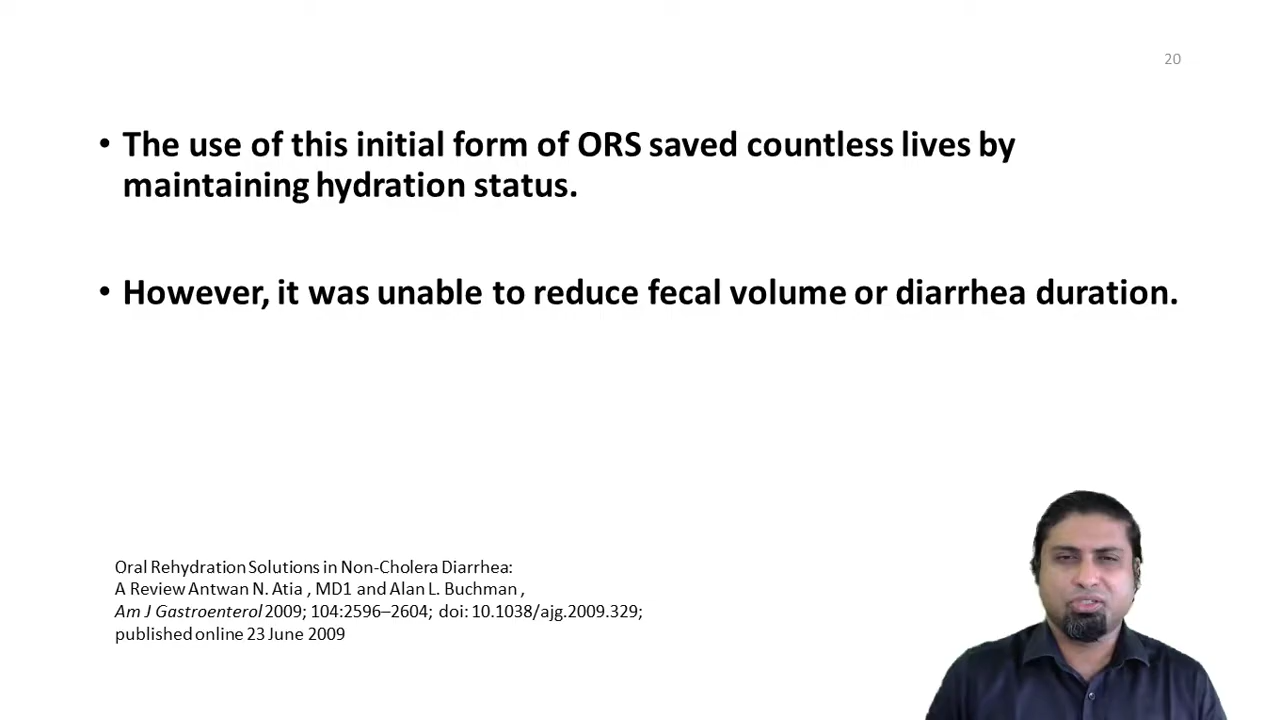 20
• The use of this initial form of ORS saved countless lives by
maintaining hydration status.
• However, it was unable to reduce fecal volume or diarrhea duration.
Oral Rehydration Solutions in Non-Cholera Diarrhea:
A Review Antwan N. Atia , MD1 and Alan L. Buchman ,
Am J Gastroenterol 2009; 104:2596–2604; doi: 10.1038/ajg.2009.329;
published online 23 June 2009